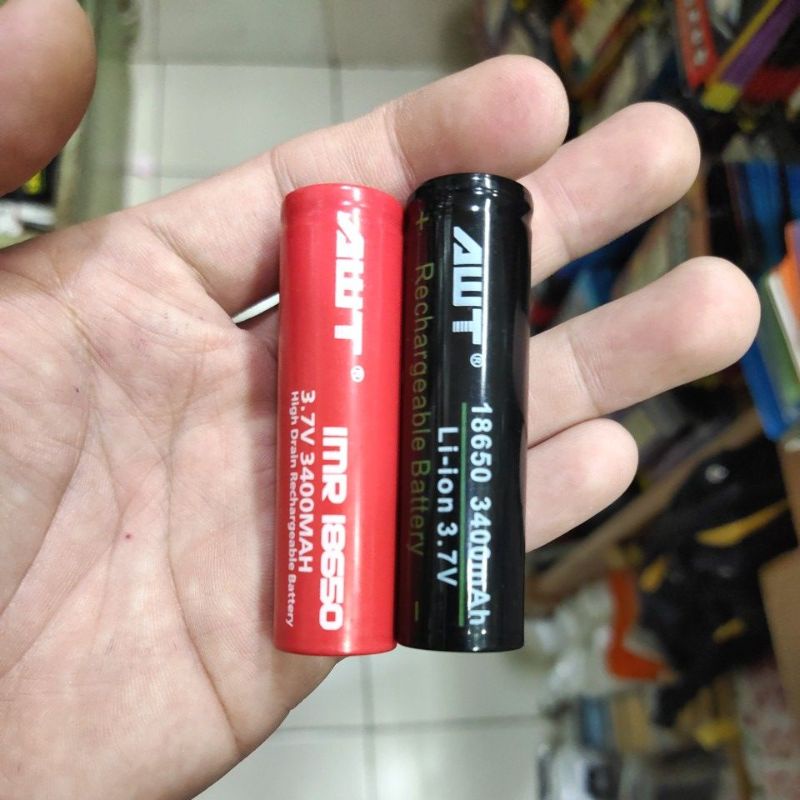 AWT®
IMR 18650
3.7V 3400MAH
High Drain Rechargeable Battery
AWT®
18650 3400mAh
Li-ion 3.7V
+ Rechargeable Battery -